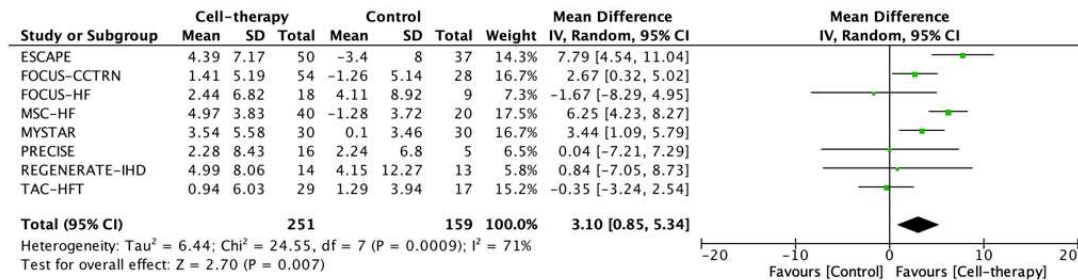 Cell-therapy Control Mean Difference Mean Difference
Study or Subgroup Mean SD Total Mean SD Total Weight IV, Random, 95% CI IV, Random, 95% CI
ESCAPE 4.39 7.17 50 -3.4 8 37 14.3% 7.79 [4.54, 11.04]
FOCUS-CCTRN 1.41 5.19 54 -1.26 5.14 28 16.7% 2.67 [0.32, 5.02]
FOCUS-HF 2.44 6.82 18 4.11 8.92 9 7.3% -1.67 [-8.29, 4.95]
MSC-HF 4.97 3.83 40 -1.28 3.72 20 17.5% 6.25 [4.23, 8.27]
MYSTAR 3.54 5.58 30 0.1 3.46 30 16.7% 3.44 [1.09, 5.79]
PRECISE 2.28 8.43 16 2.24 6.8 5 6.5% 0.04 [-7.21, 7.29]
REGENERATE-IHD 4.99 8.06 14 4.15 12.27 13 5.8% 0.84 [-7.05, 8.73]
TAC-HFT 0.94 6.03 29 1.29 3.94 17 15.2% -0.35 [-3.24, 2.54]
Total (95% CI) 251 159 100.0% 3.10 [0.85, 5.34]
Heterogeneity: Tau² = 6.44; Chi² = 24.55, df = 7 (P = 0.0009); I² = 71%
Test for overall effect: Z = 2.70 (P = 0.007)
-20 -10 0 10 20
Favours [Control] Favours [Cell-therapy]